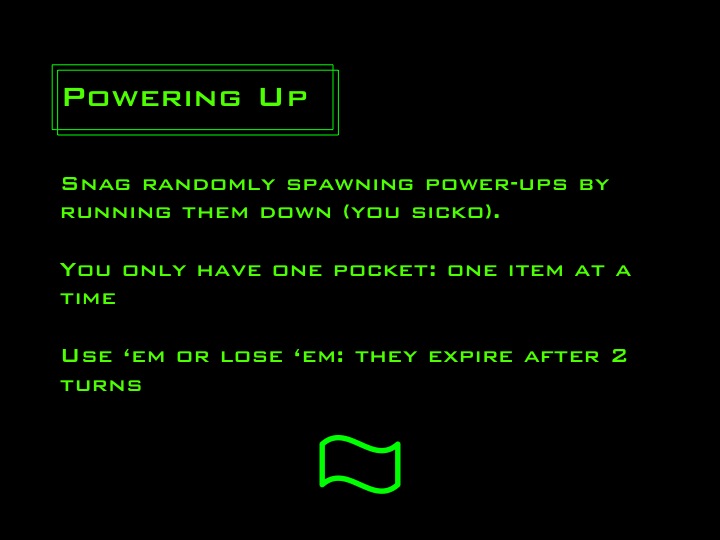 Powering Up
Snag randomly spawning power-ups by
running them down (you sicko).
You only have one pocket: one item at a
time
Use ‘em or lose ‘em: they expire after 2
turns